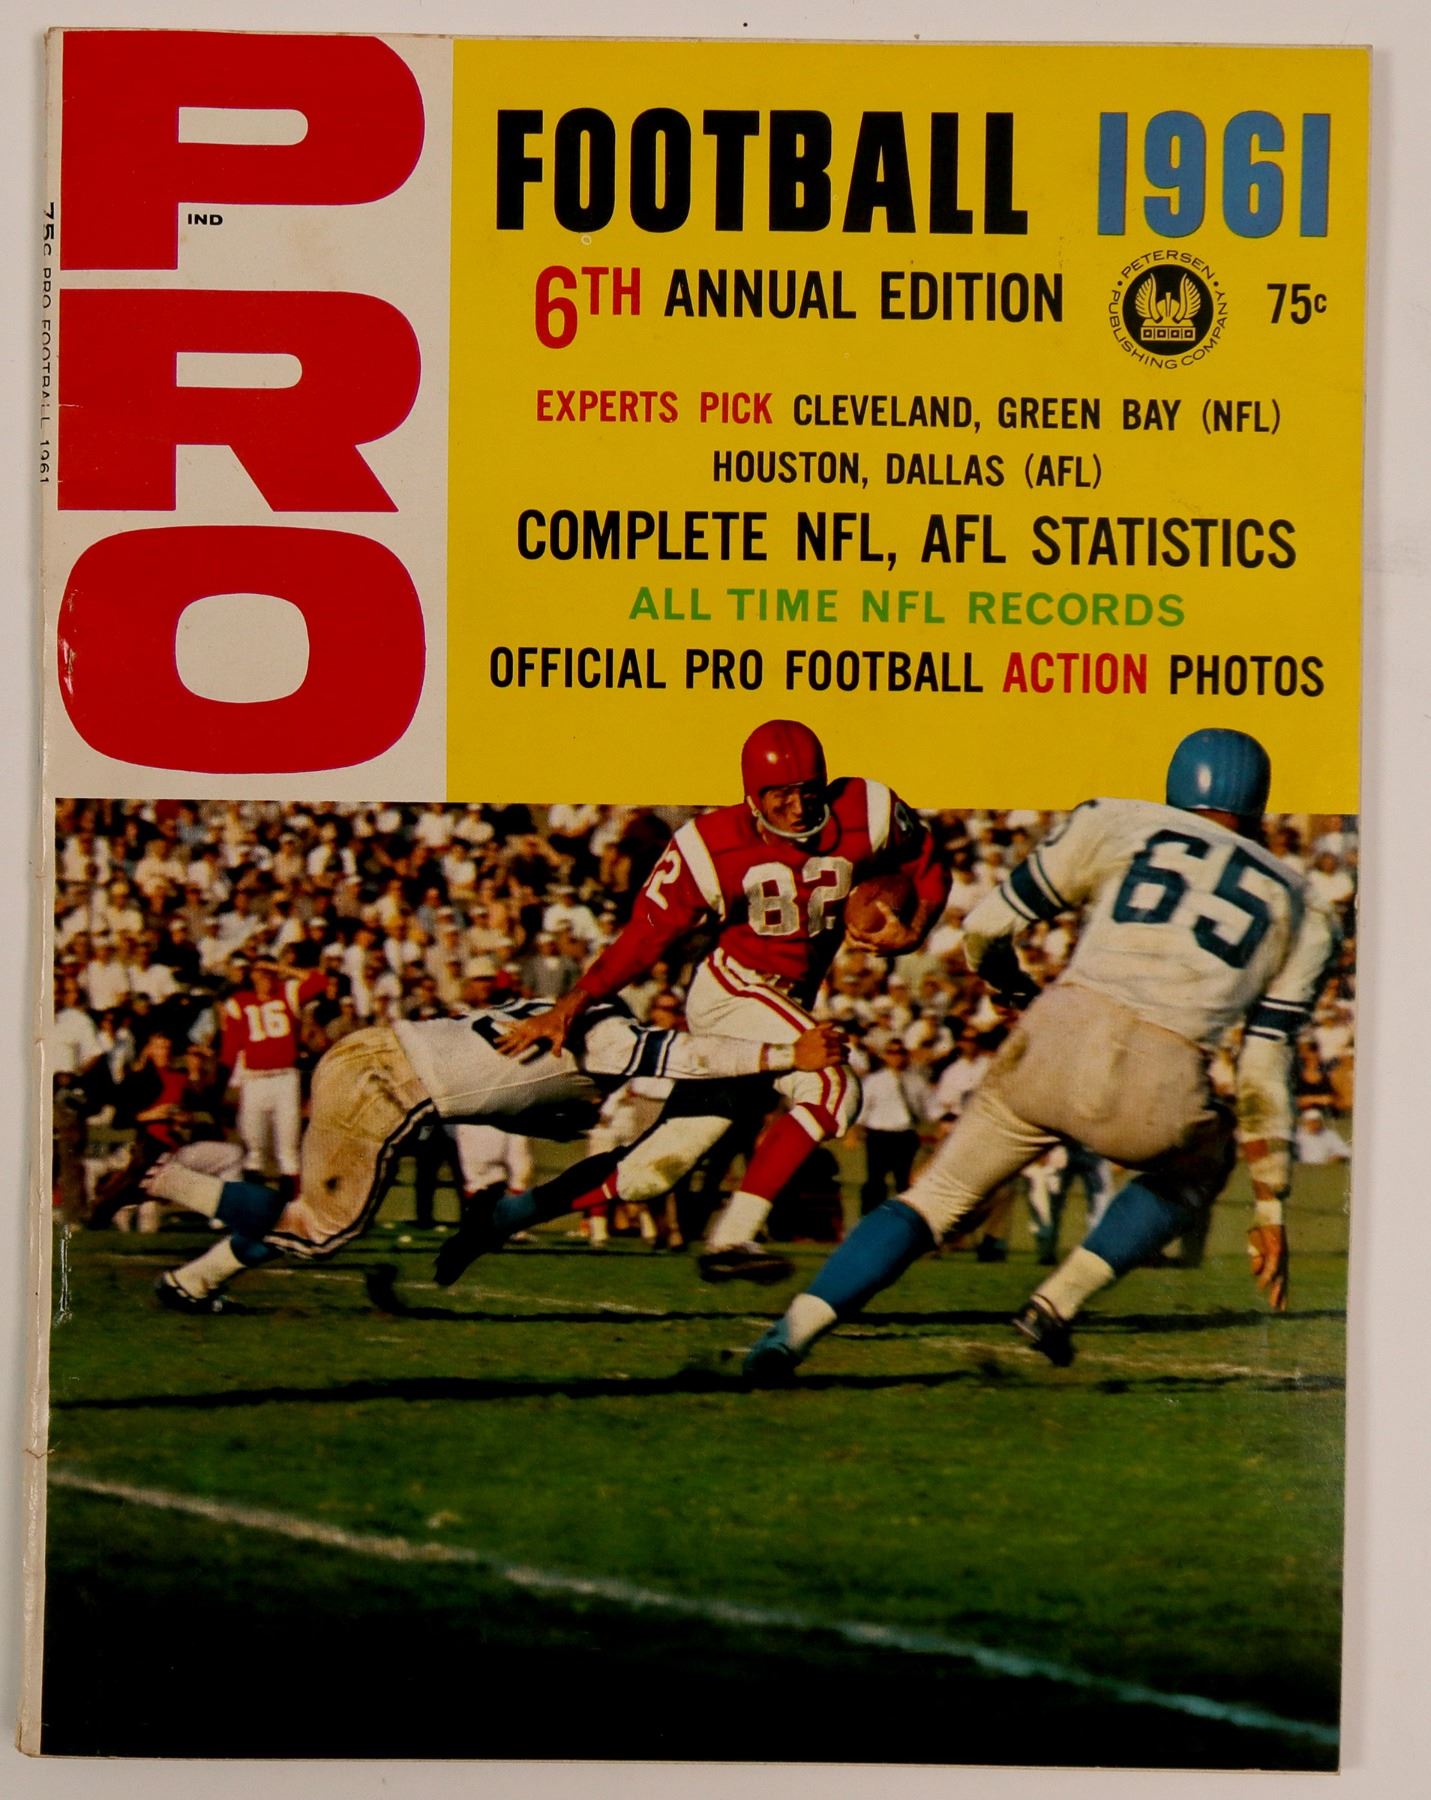 PRO
IND
FOOTBALL 1961
6TH ANNUAL EDITION
PETERSEN
PUBLISHING COMPANY
75c
EXPERTS PICK CLEVELAND, GREEN BAY (NFL)
HOUSTON, DALLAS (AFL)
COMPLETE NFL, AFL STATISTICS
ALL TIME NFL RECORDS
OFFICIAL PRO FOOTBALL ACTION PHOTOS
75c PRO FOOTBALL 1961
82
65
16